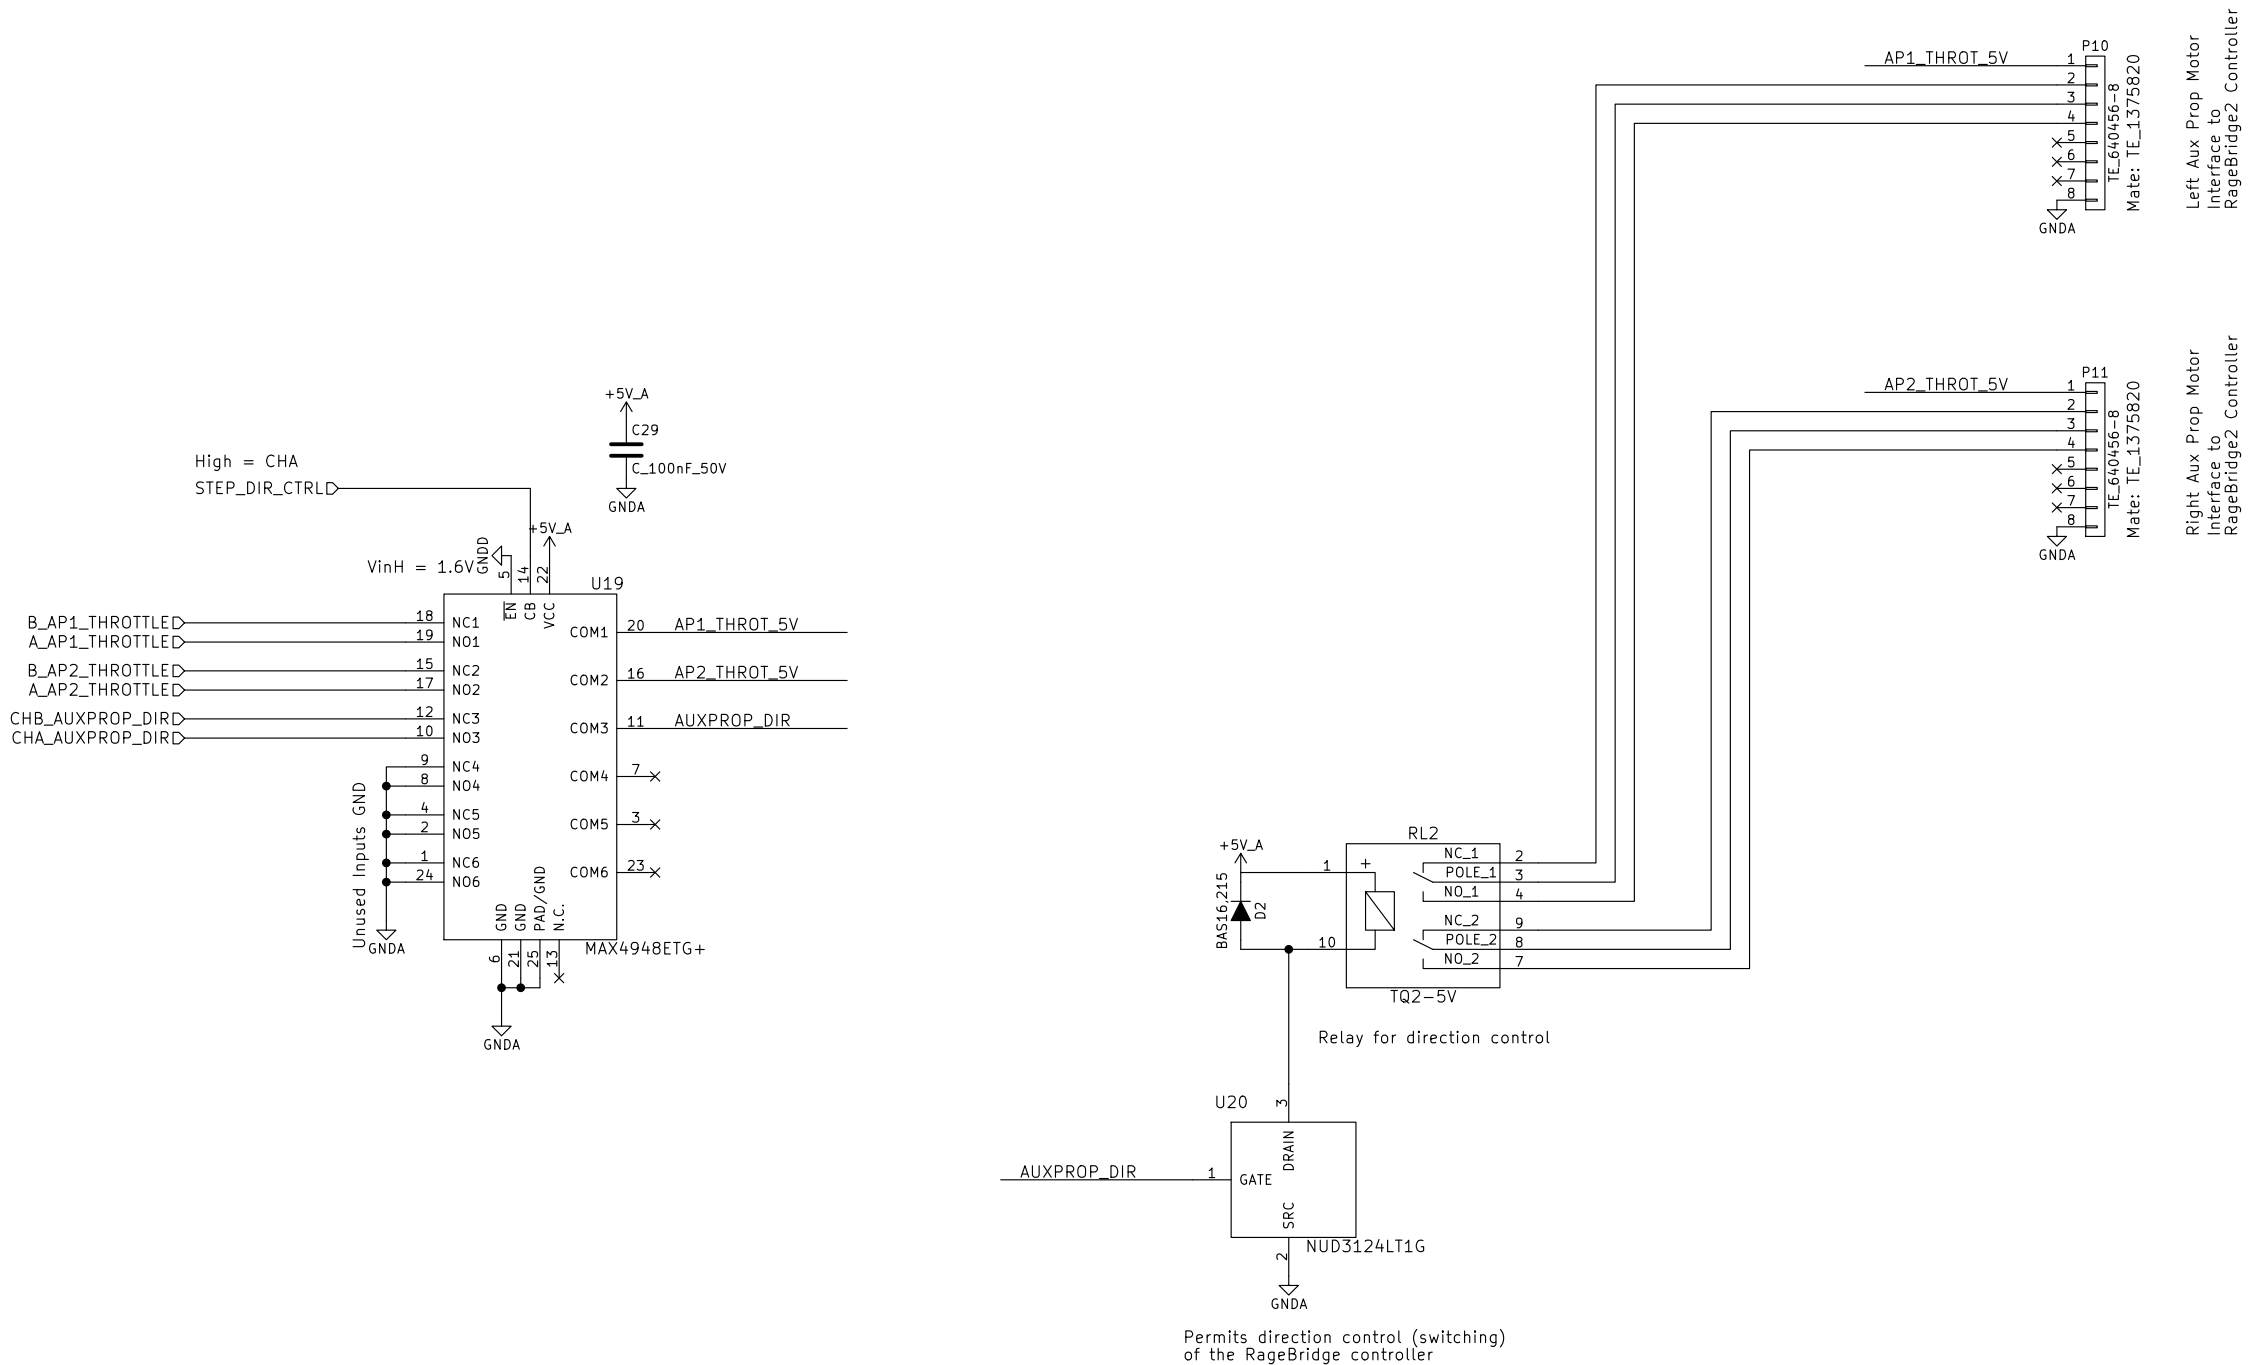 P10
AP1_THROT_5V
1
2
3
4
5
6
7
8
TE_640456-8
Mate: TE_1375820
GNDA
Left Aux Prop Motor
Interface to
RageBridge2 Controller
P11
AP2_THROT_5V
1
2
3
4
5
6
7
8
TE_640456-8
Mate: TE_1375820
GNDA
Right Aux Prop Motor
Interface to
RageBridge2 Controller
+5V_A
C29
C_100nF_50V
GNDA
High = CHA
STEP_DIR_CTRL
+5V_A
GNDD
VinH = 1.6V
5
14
22
U19
EN
CB
VCC
B_AP1_THROTTLE 18 NC1
A_AP1_THROTTLE 19 NO1
B_AP2_THROTTLE 15 NC2
A_AP2_THROTTLE 17 NO2
CHB_AUXPROP_DIR 12 NC3
CHA_AUXPROP_DIR 10 NO3
9 NC4
8 NO4
4 NC5
2 NO5
1 NC6
24 NO6
Unused Inputs GND
GNDA
COM1 20 AP1_THROT_5V
COM2 16 AP2_THROT_5V
COM3 11 AUXPROP_DIR
COM4 7
COM5 3
COM6 23
GND
GND
PAD/GND
N.C.
6
21
25
13
MAX4948ETG+
GNDA
RL2
+5V_A
BAS16,215
D2
1
+
10
NC_1 2
POLE_1 3
NO_1 4
NC_2 9
POLE_2 8
NO_2 7
TQ2-5V
Relay for direction control
U20
3
DRAIN
AUXPROP_DIR 1 GATE
SRC
2
NUD3124LT1G
GNDA
Permits direction control (switching)
of the RageBridge controller